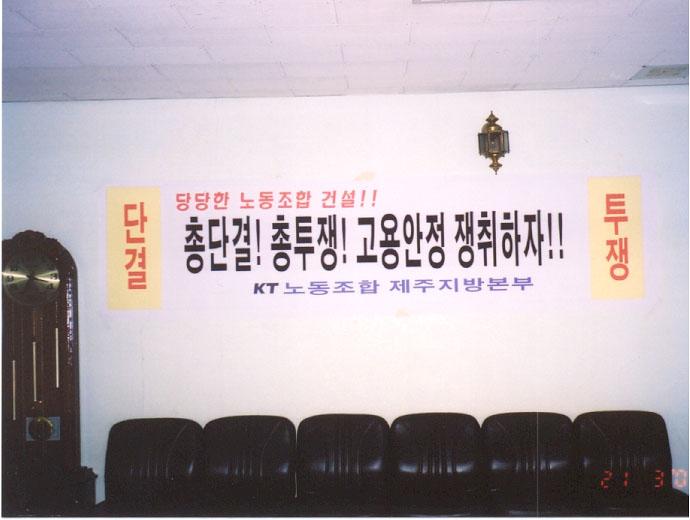 단결
당당한 노동조합 건설!!
총단결! 총투쟁! 고용안정 쟁취하자!!
KT 노동조합 제주지방본부
투쟁